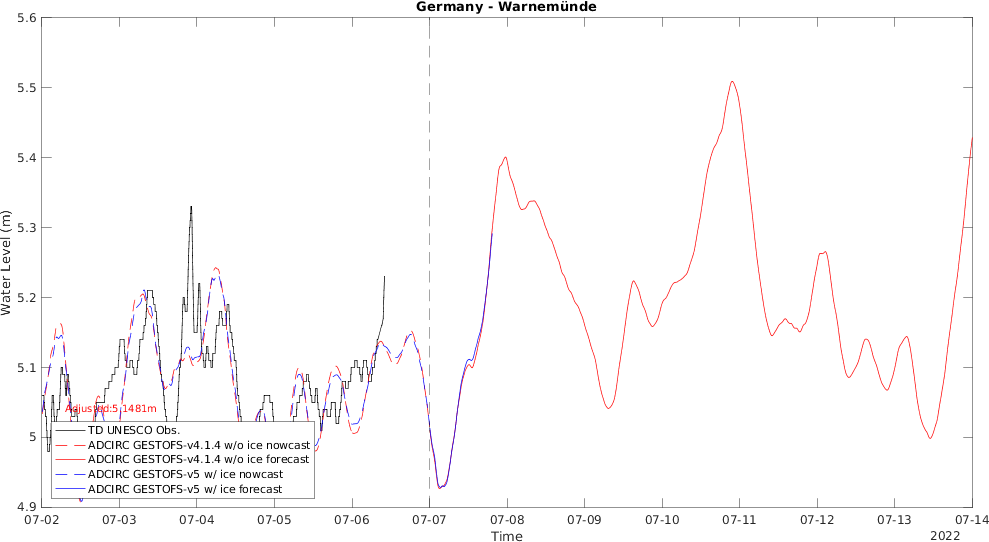 Germany - Warnemünde
5.6
5.5
5.4
5.3
5.2
5.1
5
4.9
Water Level (m)
Adjusted:5.1481m
TD UNESCO Obs.
ADCIRC GESTOFS-v4.1.4 w/o ice nowcast
ADCIRC GESTOFS-v4.1.4 w/o ice forecast
ADCIRC GESTOFS-v5 w/ ice nowcast
ADCIRC GESTOFS-v5 w/ ice forecast
07-02 07-03 07-04 07-05 07-06 07-07 07-08 07-09 07-10 07-11 07-12 07-13 07-14
Time
2022